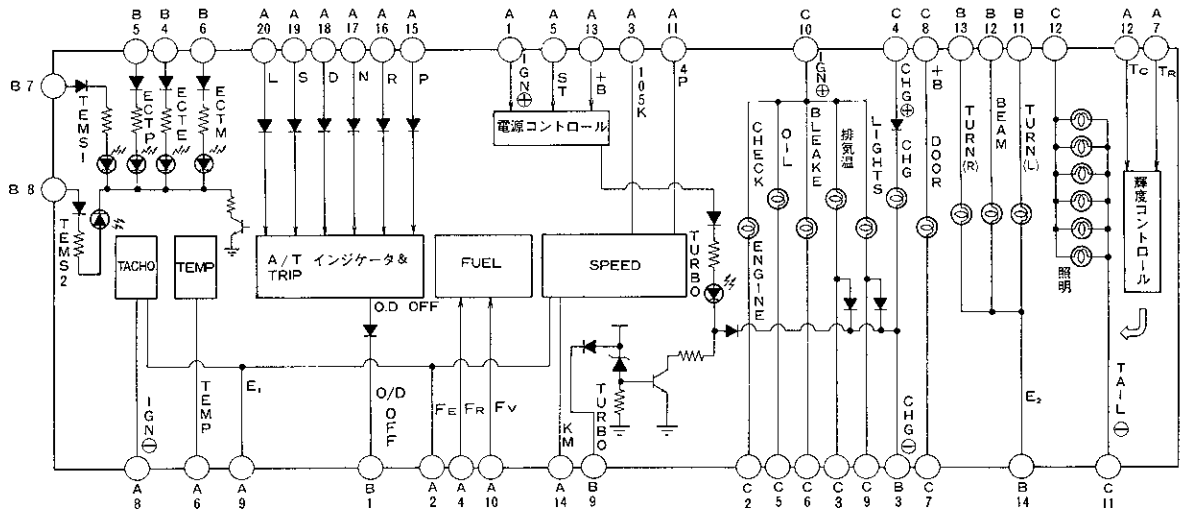 B5 B4 B6 A20 A19 A18 A17 A16 A15 A1 A5 A13 A3 A11 C10 C4 C8 B13 B12 B11 C12 A12 A7
B7
TEMS1
ECTP
ECTE
ECTM
L S D N R P
IGN⊕
ST
+B
105K
4P
電源コントロール
IGN⊕
CHG⊕
+B
TC
TR
CHECK
OIL
BLEAKE
排気温
LIGHTS
CHG
DOOR
TURN(R)
BEAM
TURN(L)
輝度コントロール
B8
TEMS2
TACHO
TEMP
A/T インジケータ&
TRIP
FUEL
SPEED
TURBO
ENGINE
照明
O.D OFF
IGN⊖
TEMP
E1
O/D OFF
FE
FR
FV
KM
TURBO
CHG⊖
E2
TAIL⊖
A8 A6 A9 B1 A2 A4 A10 A14 B9 C2 C5 C6 C3 C9 B3 C7 B14 C11